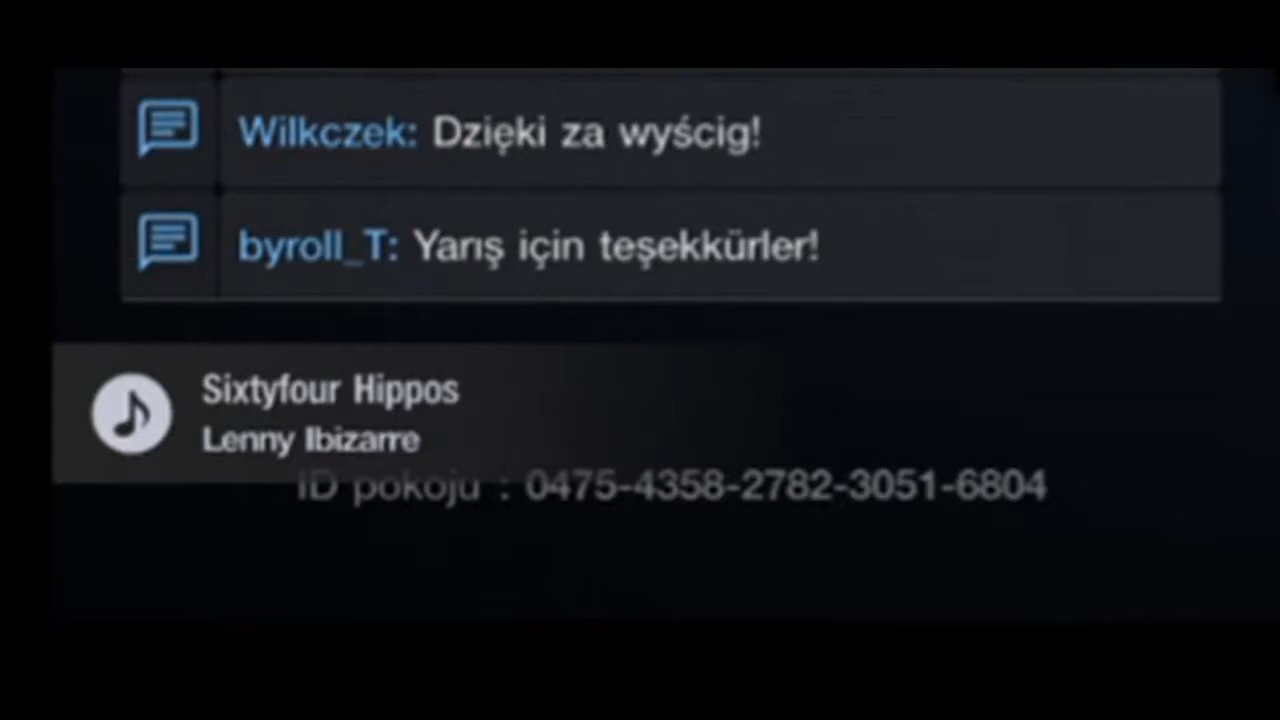 Wilkczek: Dzięki za wyścig!
byroll_T: Yarış için teşekkürler!
Sixtyfour Hippos
Lenny Ibizarre
ID pokoju : 0475-4358-2782-3051-6804